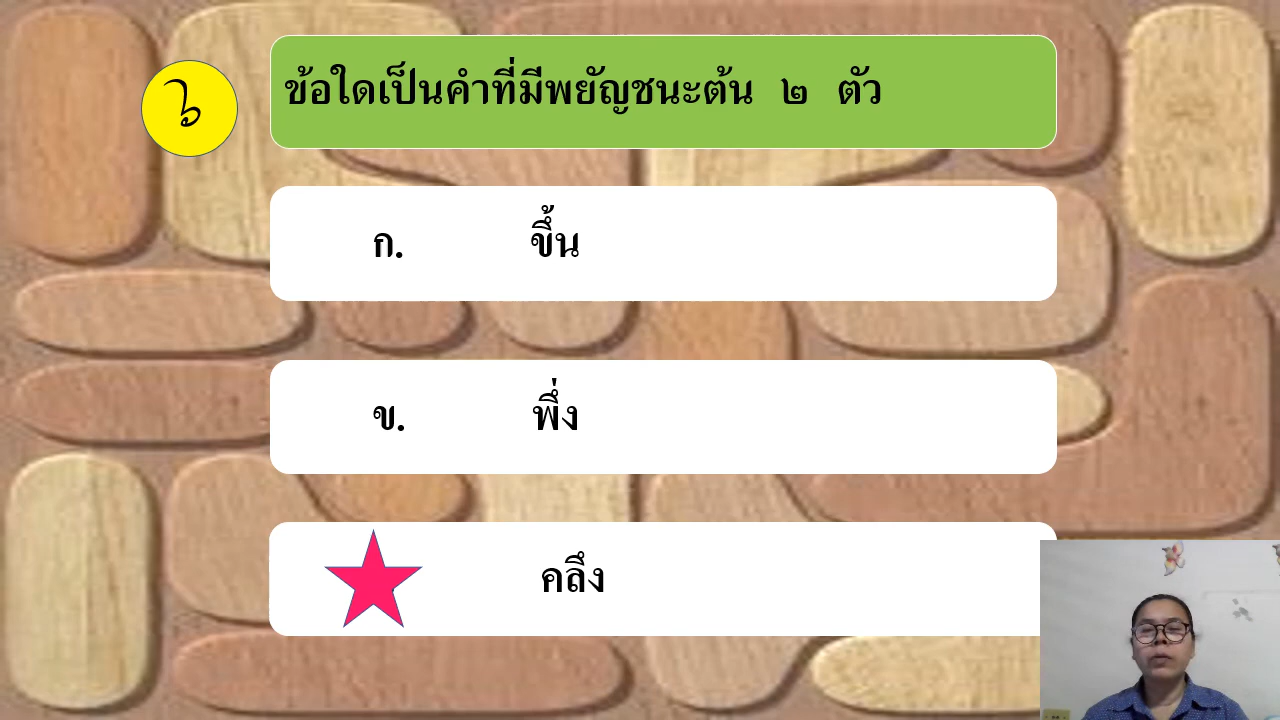 ข้อใดเป็นคำที่มีพยัญชนะต้น ๒ ตัว
ก. ขึ้น
ข. พึ่ง
คลึง